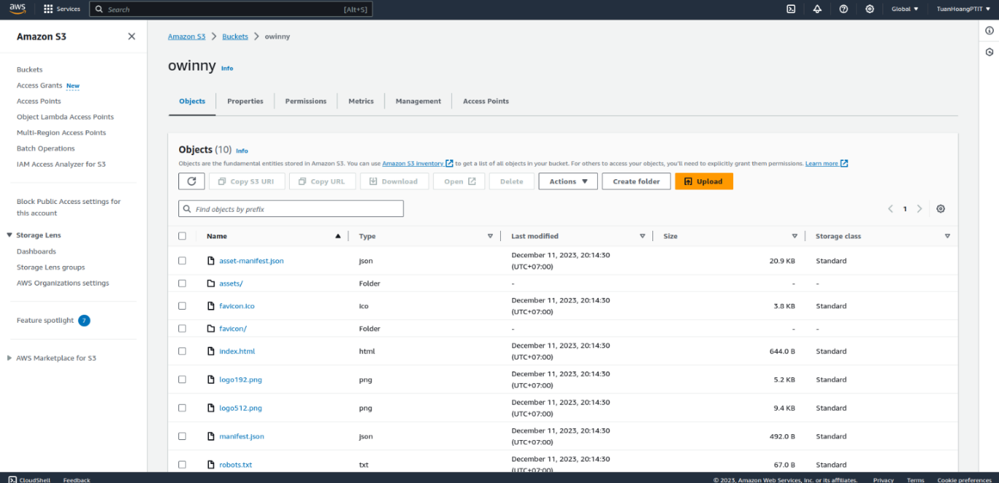 aws Services Search [Alt+S] Global TuanHoangPTIT
Amazon S3
Buckets
Access Grants New
Access Points
Object Lambda Access Points
Multi-Region Access Points
Batch Operations
IAM Access Analyzer for S3
Block Public Access settings for
this account
Storage Lens
Dashboards
Storage Lens groups
AWS Organizations settings
Feature spotlight 7
AWS Marketplace for S3
Amazon S3 > Buckets > owinny
owinny Info
Objects Properties Permissions Metrics Management Access Points
Objects (10) Info
Objects are the fundamental entities stored in Amazon S3. You can use Amazon S3 inventory to get a list of all objects in your bucket. For others to access your objects, you'll need to explicitly grant them permissions. Learn more
Copy S3 URI Copy URL Download Open Delete Actions Create folder Upload
Find objects by prefix 1
Name Type Last modified Size Storage class
asset-manifest.json json December 11, 2023, 20:14:30 20.9 KB Standard
(UTC+07:00)
assets/ Folder - - -
favicon.ico ico December 11, 2023, 20:14:30 3.8 KB Standard
(UTC+07:00)
favicon/ Folder - - -
index.html html December 11, 2023, 20:14:30 644.0 B Standard
(UTC+07:00)
logo192.png png December 11, 2023, 20:14:30 5.2 KB Standard
(UTC+07:00)
logo512.png png December 11, 2023, 20:14:30 9.4 KB Standard
(UTC+07:00)
manifest.json json December 11, 2023, 20:14:30 492.0 B Standard
(UTC+07:00)
robots.txt txt December 11, 2023, 20:14:30 67.0 B Standard
(UTC+07:00)
CloudShell Feedback © 2023, Amazon Web Services, Inc. or its affiliates. Privacy Terms Cookie preferences